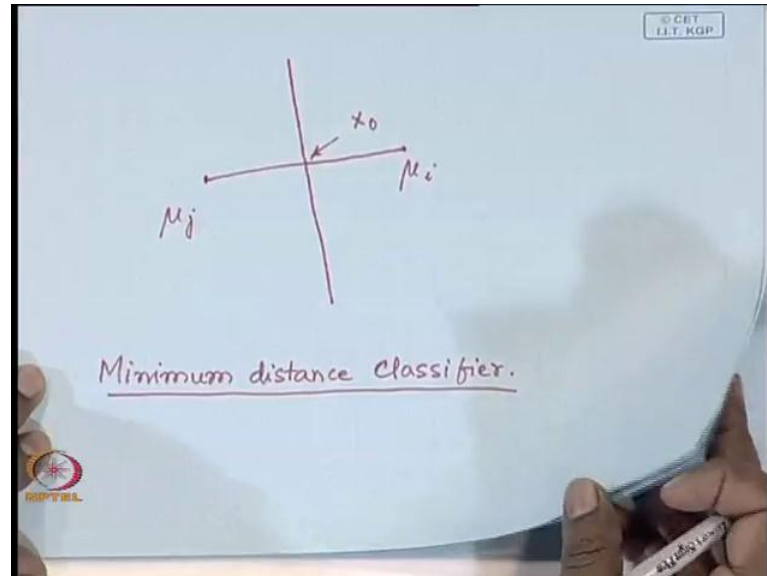 © CET
I.I.T. KGP
x₀
μᵢ
μⱼ
Minimum distance classifier.
NPTEL